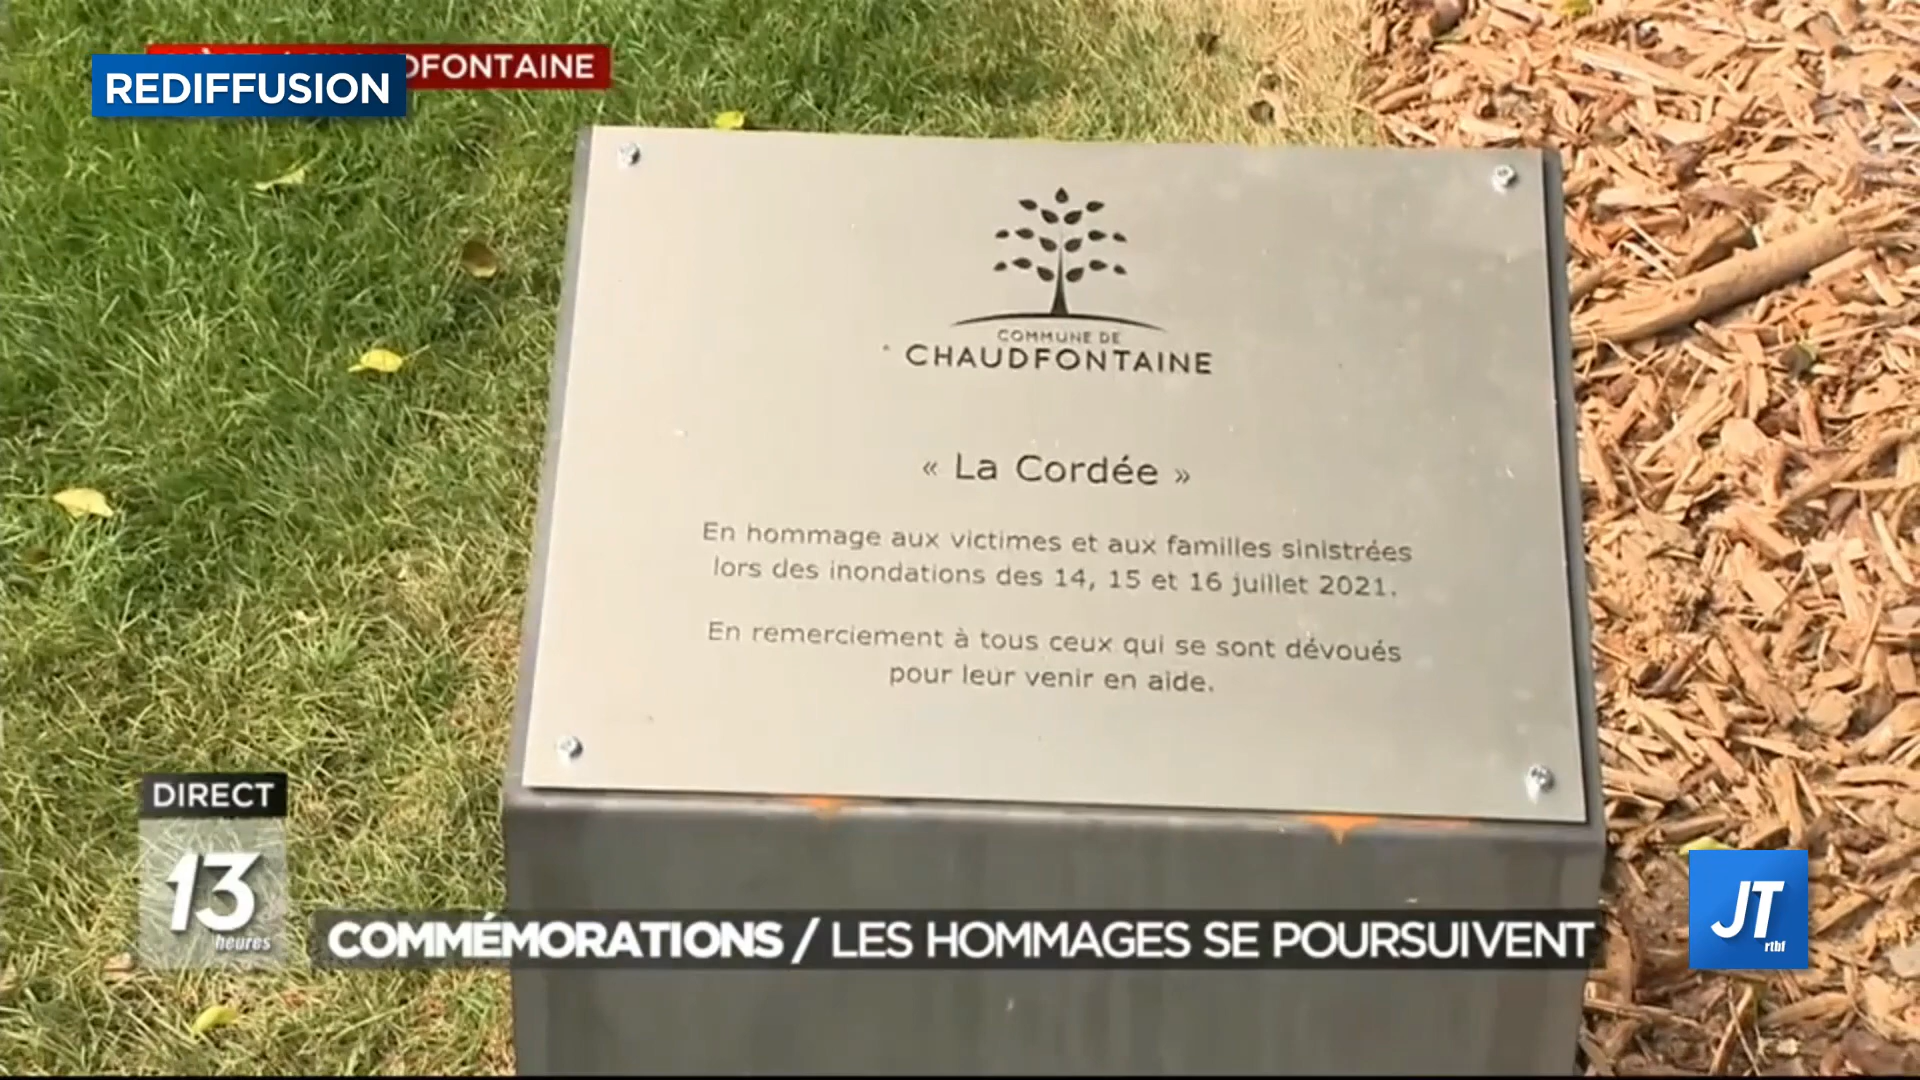 REDIFFUSION
DFONTAINE
COMMUNE DE
CHAUDFONTAINE
« La Cordée »
En hommage aux victimes et aux familles sinistrées
lors des inondations des 14, 15 et 16 juillet 2021.
En remerciement à tous ceux qui se sont dévoués
pour leur venir en aide.
DIRECT
13
heures
COMMÉMORATIONS / LES HOMMAGES SE POURSUIVENT
JT
rtbf